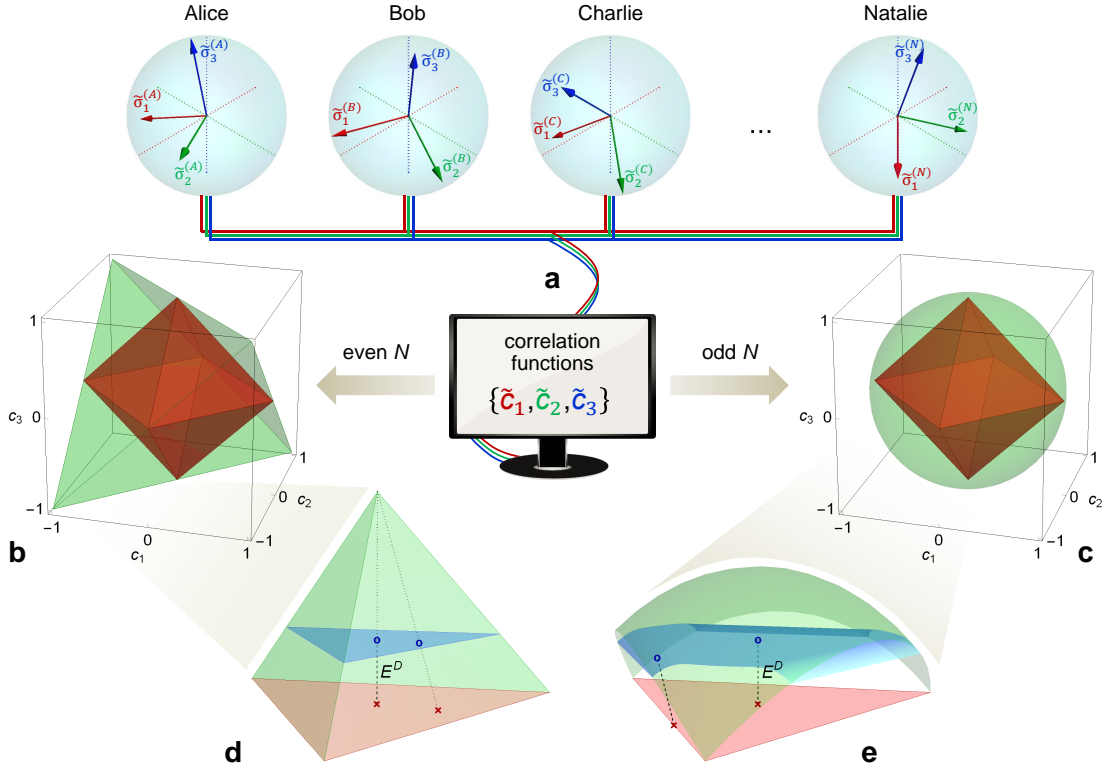 Alice Bob Charlie Natalie
σ̃₃⁽ᴬ⁾ σ̃₁⁽ᴬ⁾ σ̃₂⁽ᴬ⁾
σ̃₃⁽ᴮ⁾ σ̃₁⁽ᴮ⁾ σ̃₂⁽ᴮ⁾
σ̃₃⁽ᶜ⁾ σ̃₁⁽ᶜ⁾ σ̃₂⁽ᶜ⁾
...
σ̃₃⁽ᴺ⁾ σ̃₂⁽ᴺ⁾ σ̃₁⁽ᴺ⁾
a
correlation
functions
{c̃₁,c̃₂,c̃₃}
even N
odd N
1
c₃ 0
−1
−1
0
c₁
1
−1
0 c₂
1
b
1
c₃ 0
−1
−1
0
c₁
1
−1
0 c₂
1
c
Eᴰ
d
Eᴰ
e